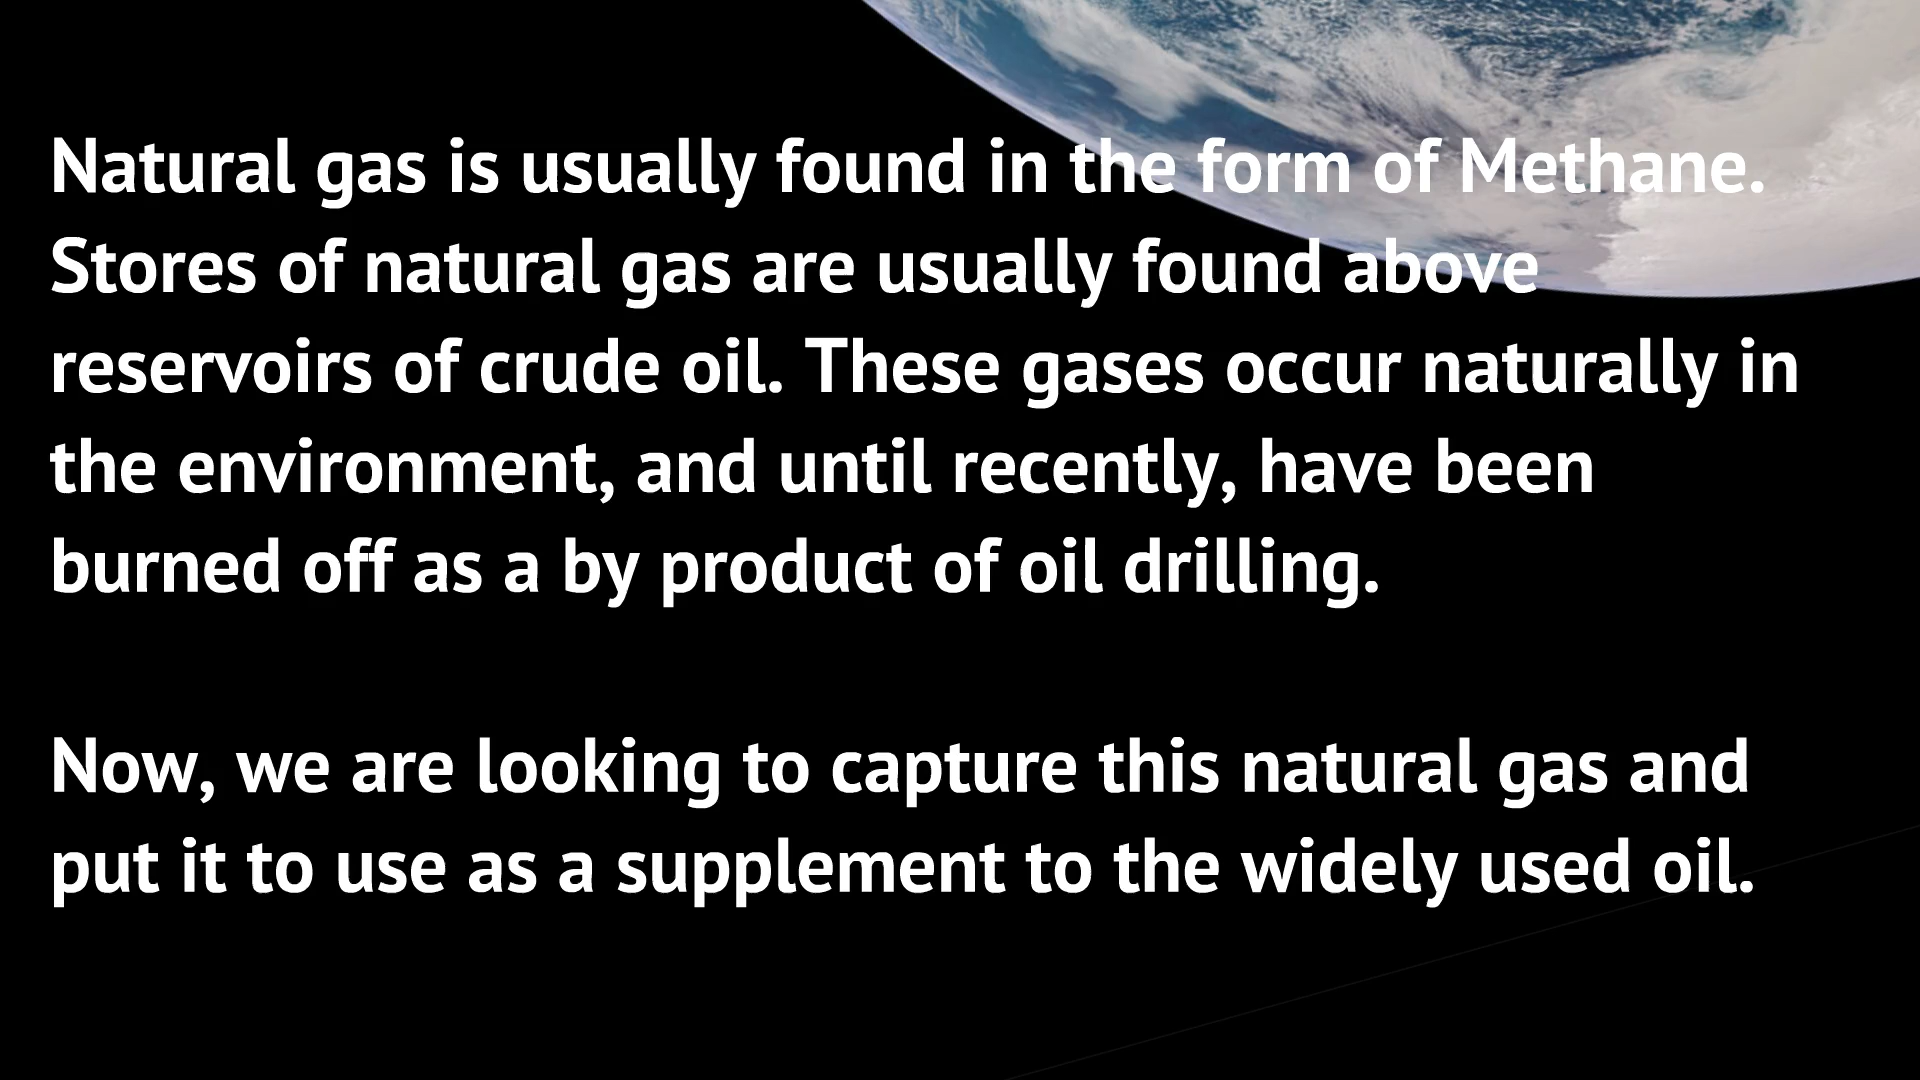 Natural gas is usually found in the form of Methane.
Stores of natural gas are usually found above
reservoirs of crude oil. These gases occur naturally in
the environment, and until recently, have been
burned off as a by product of oil drilling.
Now, we are looking to capture this natural gas and
put it to use as a supplement to the widely used oil.